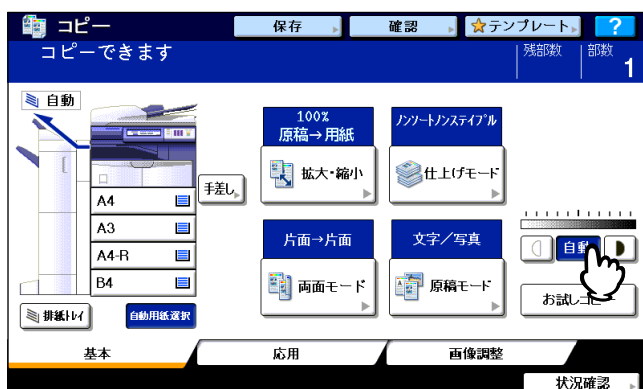 コピー
保存
確認
テンプレート
?
コピーできます
残部数
部数
1
自動
100%
原稿→用紙
拡大・縮小
ノンソートノンステイプル
仕上げモード
手差し
A4
A3
A4-R
B4
排紙トレイ
自動用紙選択
片面→片面
両面モード
文字/写真
原稿モード
自動
お試しコピー
基本
応用
画像調整
状況確認